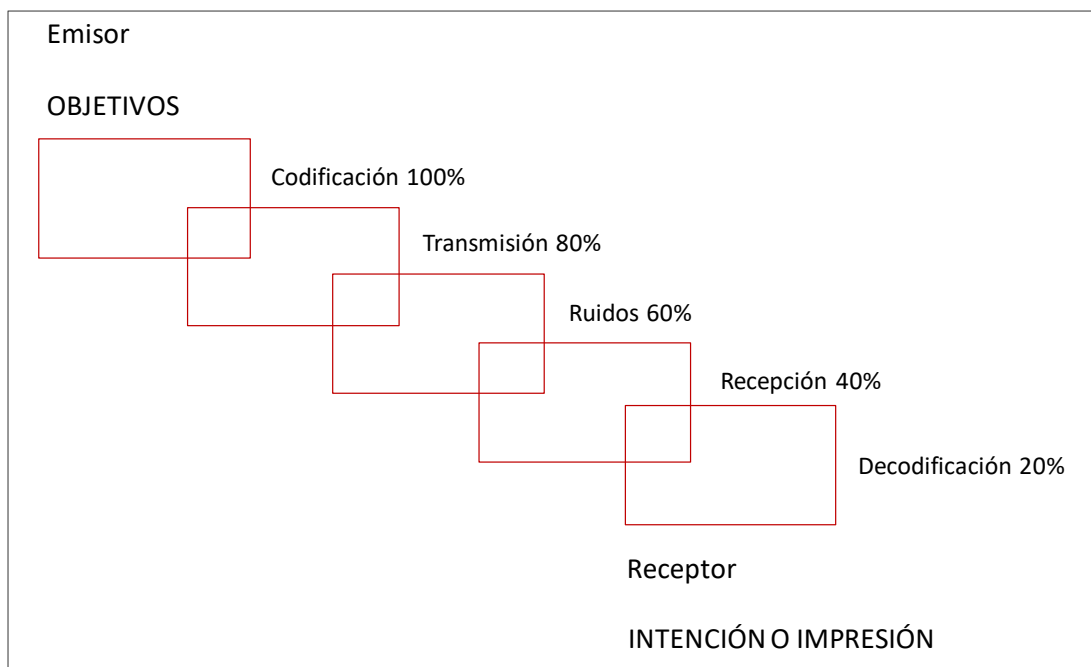 Emisor
OBJETIVOS
Codificación 100%
Transmisión 80%
Ruidos 60%
Recepción 40%
Decodificación 20%
Receptor
INTENCIÓN O IMPRESIÓN